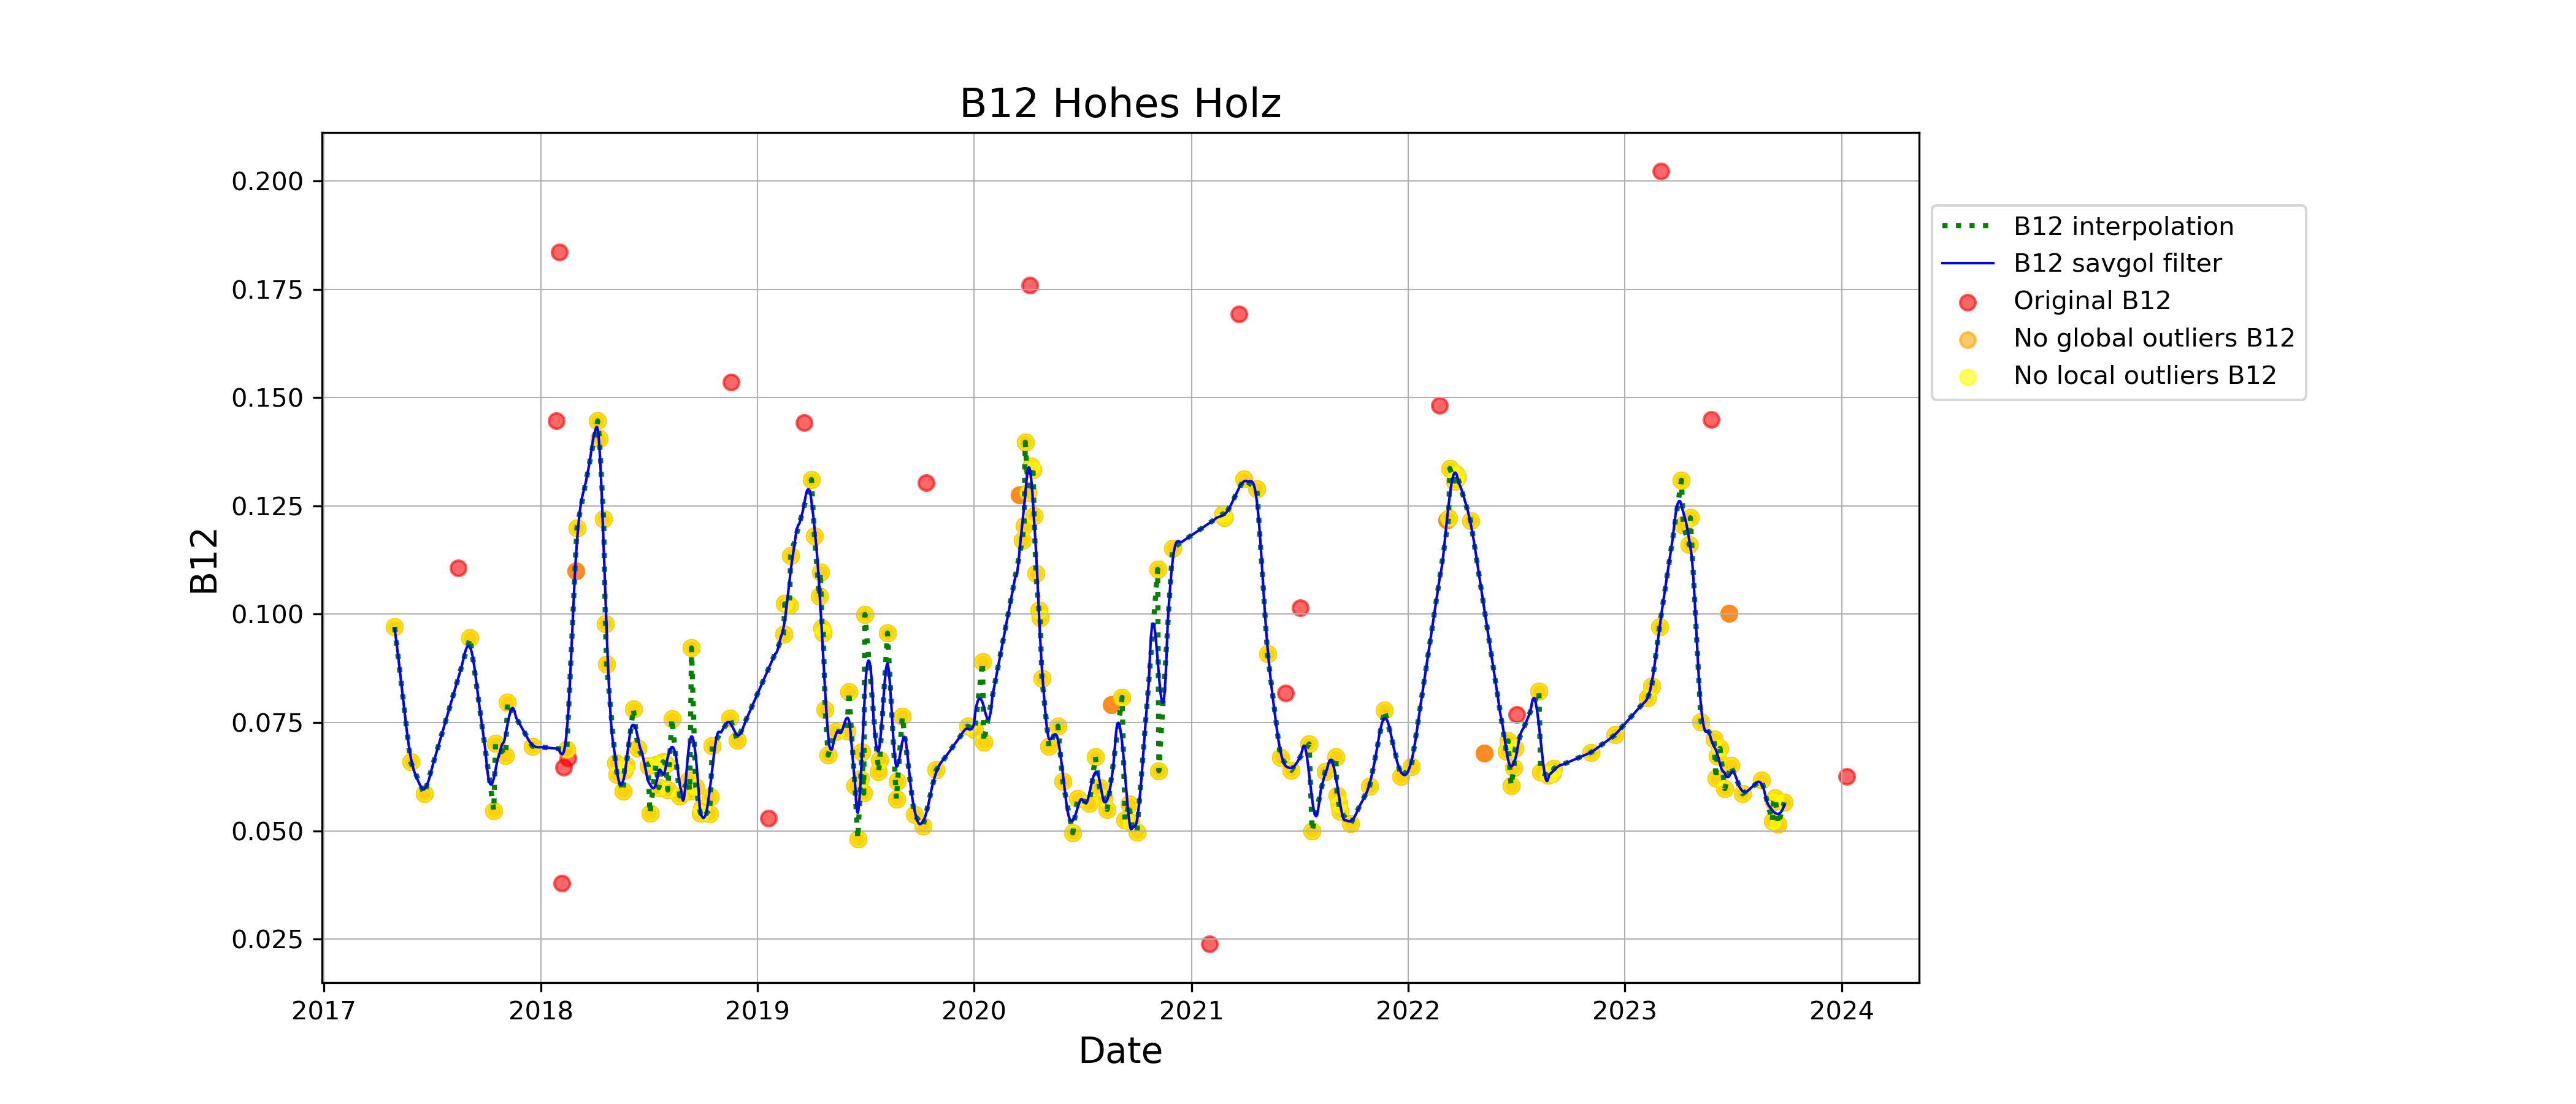 B12 Hohes Holz
0.200
0.175
0.150
0.125
0.100
0.075
0.050
0.025
B12
2017 2018 2019 2020 2021 2022 2023 2024
Date
B12 interpolation
B12 savgol filter
Original B12
No global outliers B12
No local outliers B12